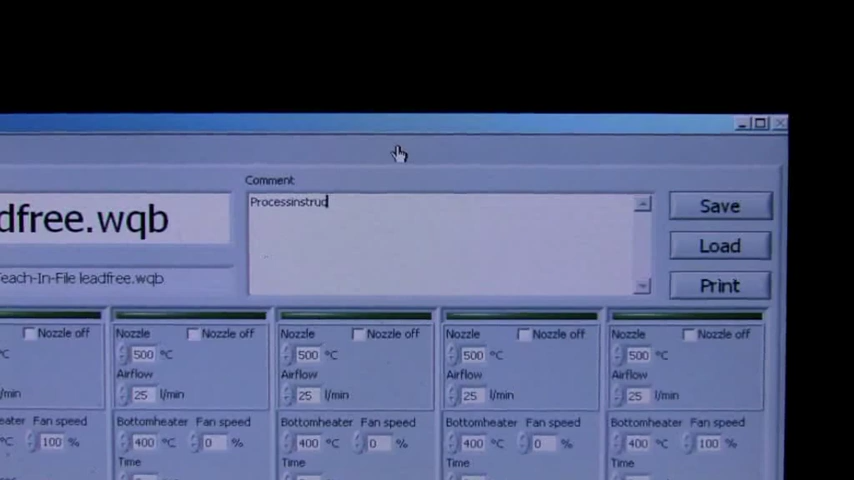 Comment
dfree.wqb
Processinstruc
Save
Load
Teach-In-File leadfree.wqb
Print
Nozzle off Nozzle Nozzle off Nozzle Nozzle off Nozzle Nozzle off Nozzle Nozzle off
°C 500 °C 500 °C 500 °C 500 °C
Airflow Airflow Airflow Airflow
l/min 25 l/min 25 l/min 25 l/min 25 l/min
eater Fan speed Bottomheater Fan speed Bottomheater Fan speed Bottomheater Fan speed Bottomheater Fan speed
°C 100 % 400 °C 0 % 400 °C 0 % 400 °C 0 % 400 °C 100 %
Time Time Time Time